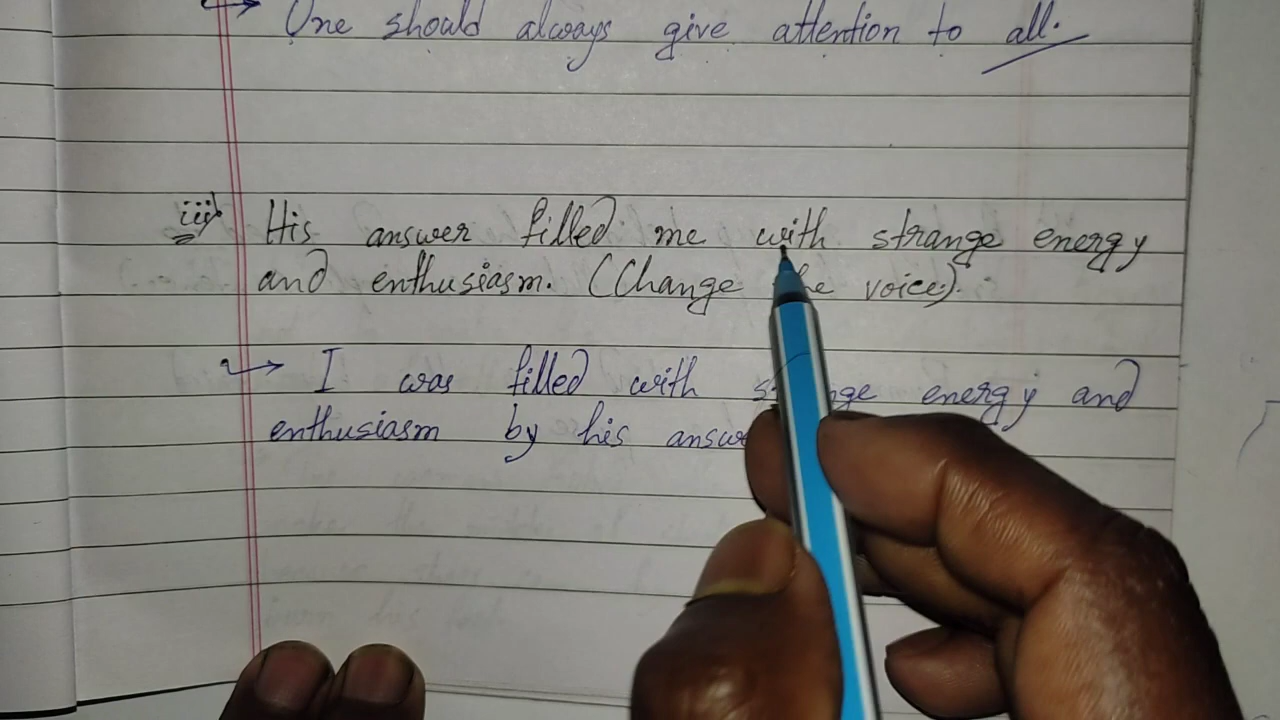 One should always give attention to all.
iii) His answer filled me with strange energy
and enthusiasm. (Change the voice).
I was filled with energy and
enthusiasm by his